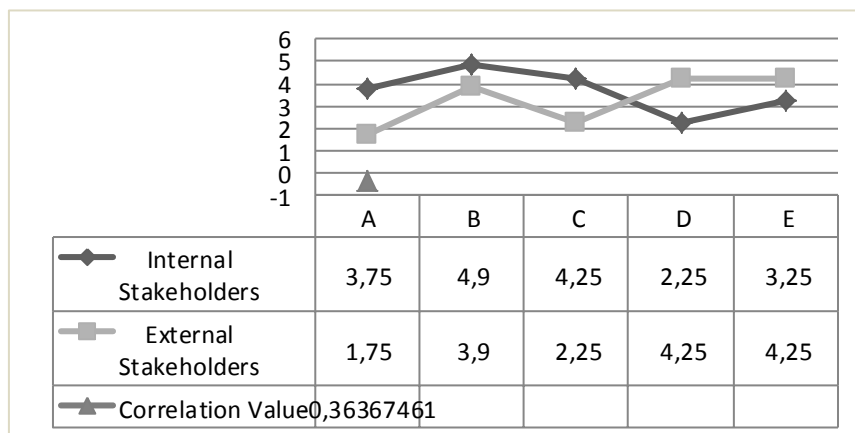 6
5
4
3
2
1
0
-1
A B C D E
Internal
Stakeholders
3,75 4,9 4,25 2,25 3,25
External
Stakeholders
1,75 3,9 2,25 4,25 4,25
Correlation Value0,36367461